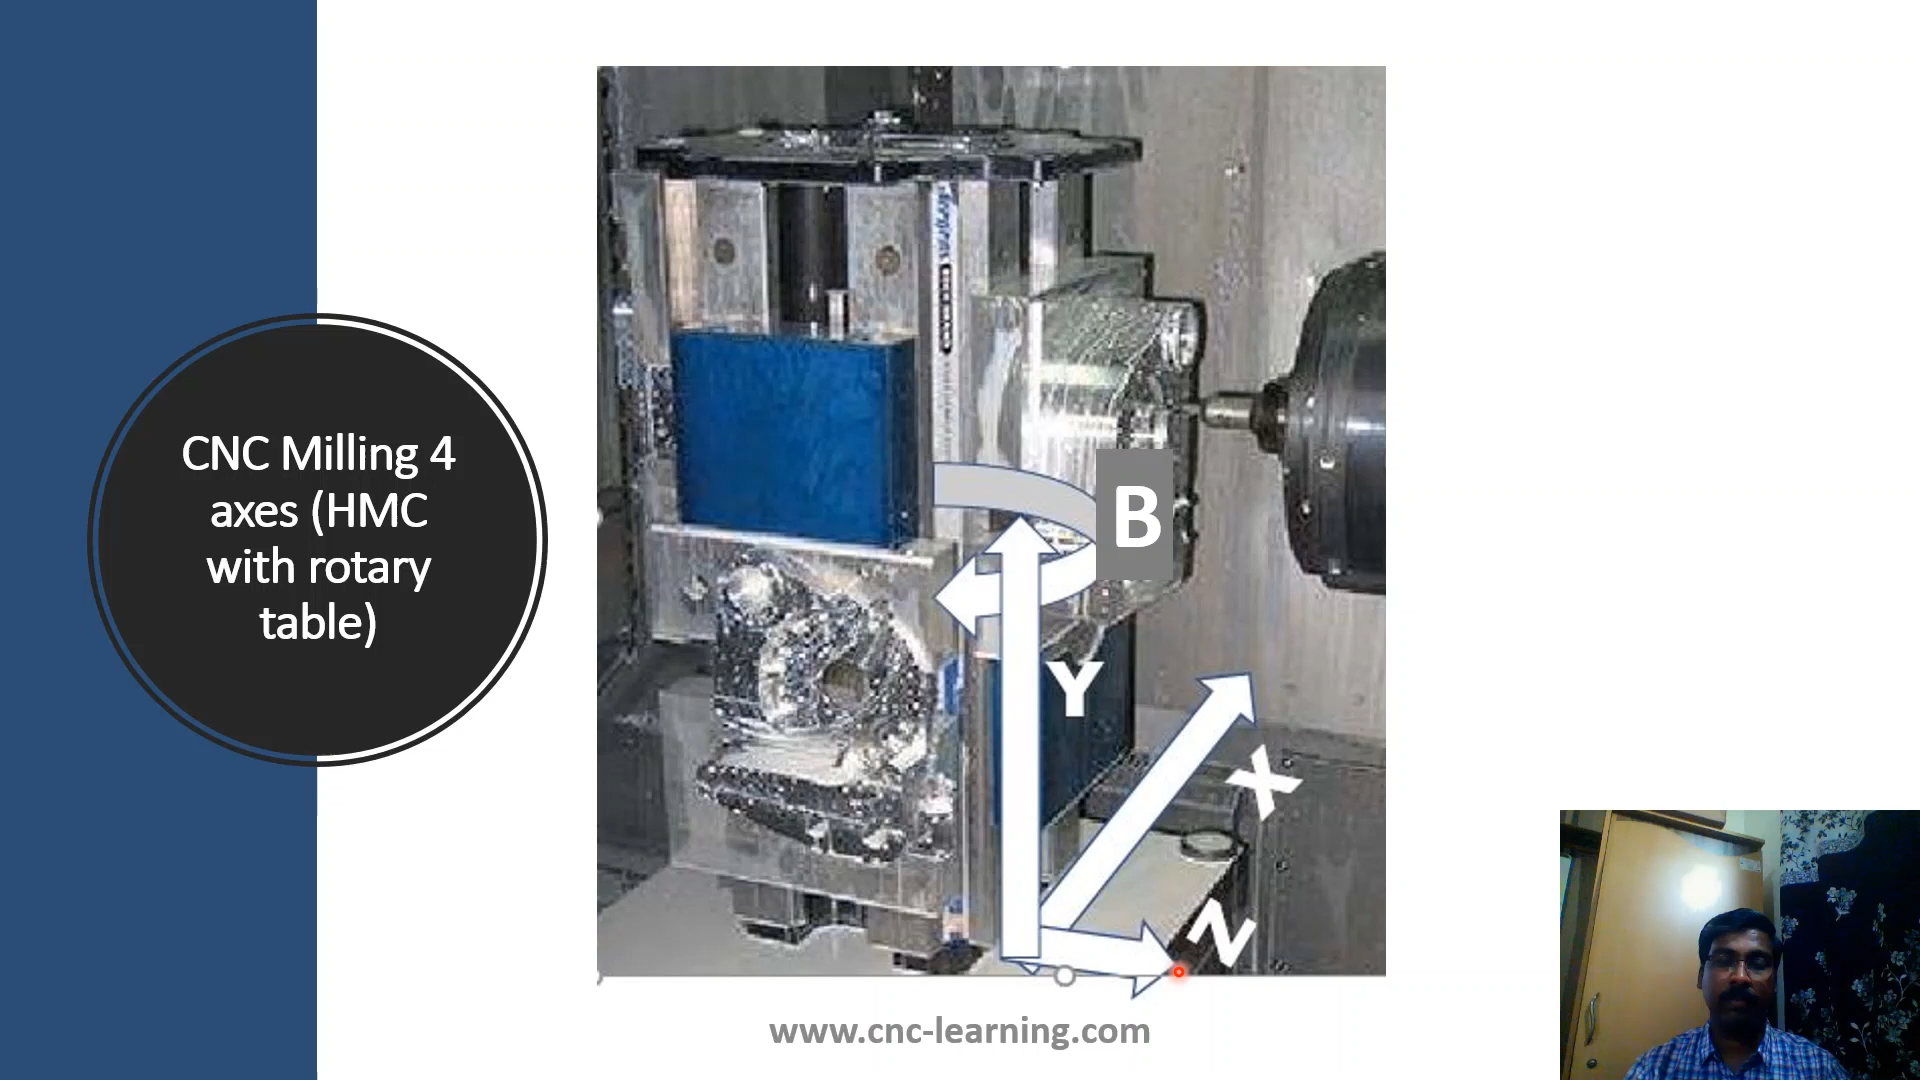 CNC Milling 4
axes (HMC
with rotary
table)
B
Y
X
Z
www.cnc-learning.com